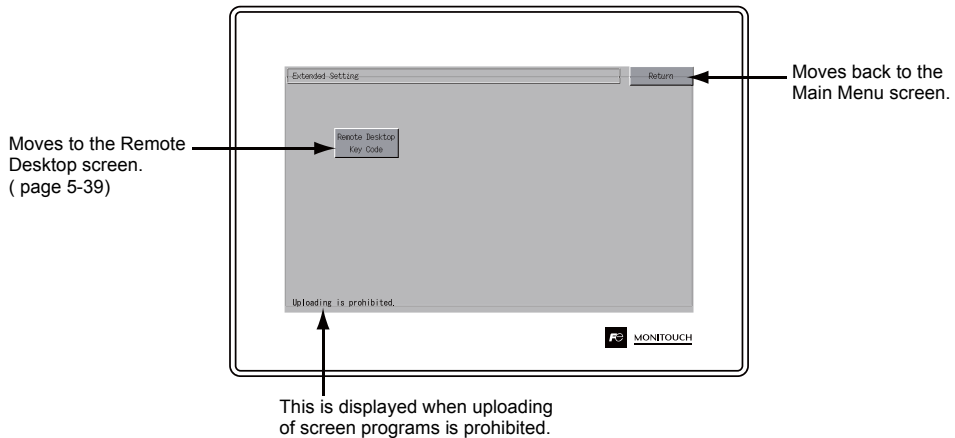 Extended Setting
Return
Moves back to the
Main Menu screen.
Remote Desktop
Key Code
Moves to the Remote
Desktop screen.
( page 5-39)
Uploading is prohibited.
Fe MONITOUCH
This is displayed when uploading
of screen programs is prohibited.